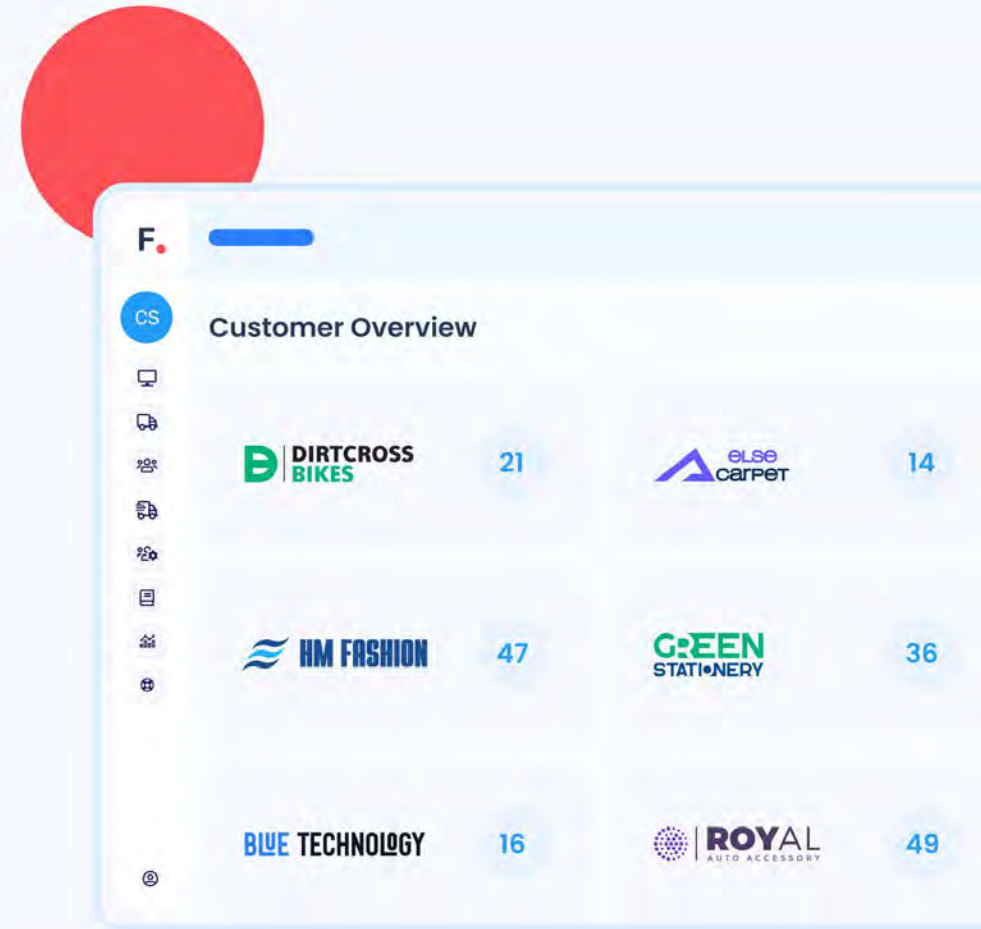 F.
CS
Customer Overview
DIRTCROSS
BIKES
21
ELSE
CARPET
14
HM FASHION
47
GREEN
STATIONERY
36
BLUE TECHNOLOGY
16
ROYAL
AUTO ACCESSORY
49